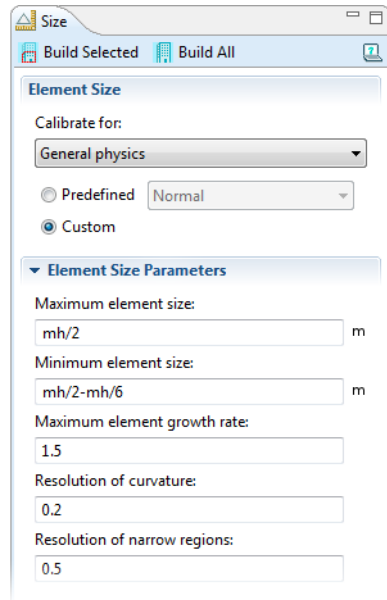 Size
Build Selected Build All
Element Size
Calibrate for:
General physics
Predefined Normal
Custom
Element Size Parameters
Maximum element size:
mh/2 m
Minimum element size:
mh/2-mh/6 m
Maximum element growth rate:
1.5
Resolution of curvature:
0.2
Resolution of narrow regions:
0.5